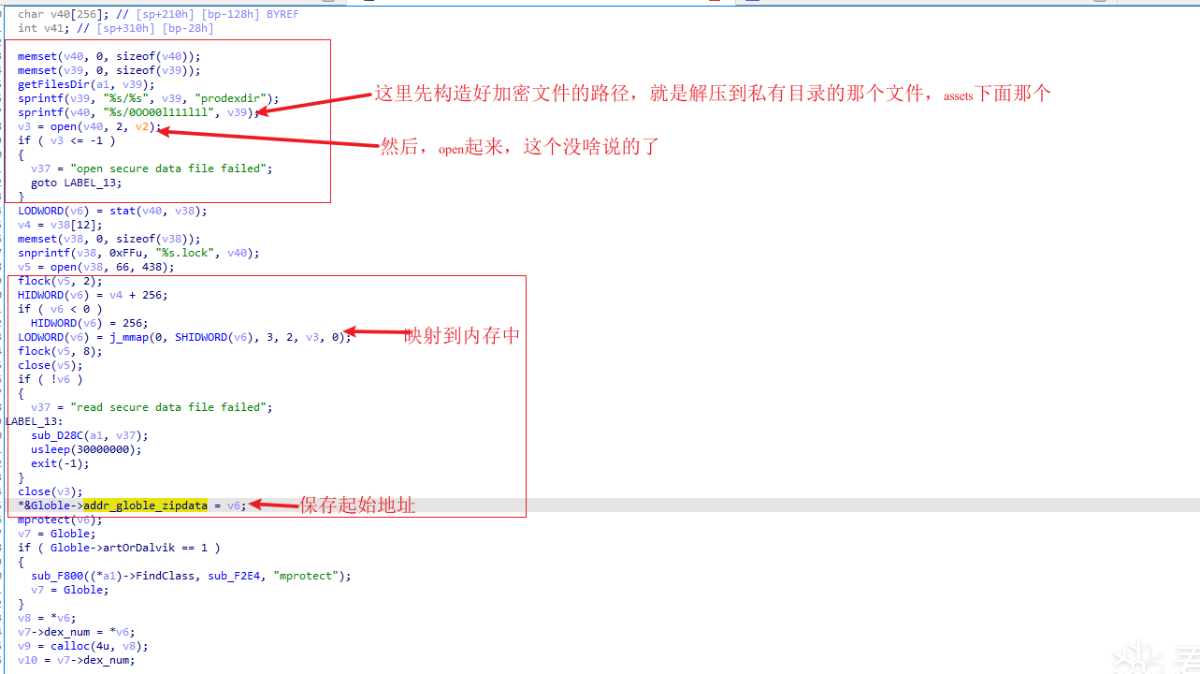 char v40[256]; // [sp+210h] [bp-128h] BYREF
int v41; // [sp+310h] [bp-28h]
memset(v40, 0, sizeof(v40));
memset(v39, 0, sizeof(v39));
getFilesDir(a1, v39);
sprintf(v39, "%s/%s", v39, "prodexdir");
这里先构造好加密文件的路径，就是解压到私有目录的那个文件，assets下面那个
sprintf(v40, "%s/0OO00l111l1l", v39);
v3 = open(v40, 2, v2);
if ( v3 <= -1 )
然后，open起来，这个没啥说的了
{
v37 = "open secure data file failed";
goto LABEL_13;
}
LODWORD(v6) = stat(v40, v38);
v4 = v38[12];
memset(v38, 0, sizeof(v38));
snprintf(v38, 0xFFu, "%s.lock", v40);
v5 = open(v38, 66, 438);
flock(v5, 2);
HIDWORD(v6) = v4 + 256;
if ( v6 < 0 )
HIDWORD(v6) = 256;
LODWORD(v6) = j_mmap(0, SHIDWORD(v6), 3, 2, v3, 0);
映射到内存中
flock(v5, 8);
close(v5);
if ( !v6 )
{
v37 = "read secure data file failed";
LABEL_13:
sub_D28C(a1, v37);
usleep(30000000);
exit(-1);
}
close(v3);
*&Globle->addr_globle_zipdata = v6;
保存起始地址
mprotect(v6);
v7 = Globle;
if ( Globle->artOrDalvik == 1 )
{
sub_F800((*a1)->FindClass, sub_F2E4, "mprotect");
v7 = Globle;
}
v8 = *v6;
v7->dex_num = *v6;
v9 = calloc(4u, v8);
v10 = v7->dex_num;